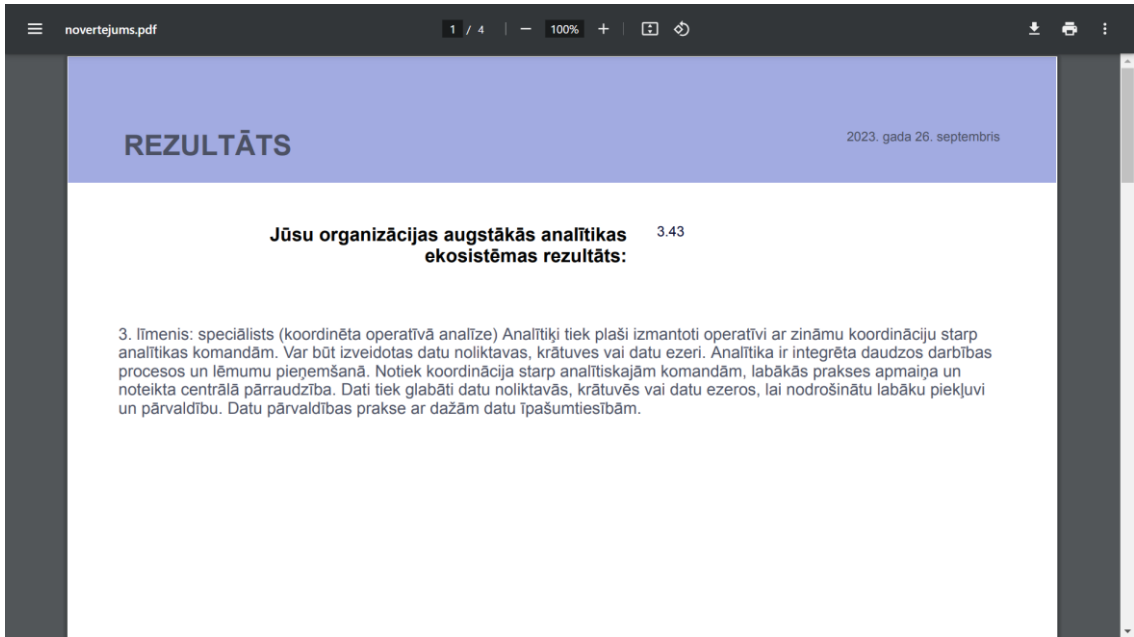 novertejums.pdf
1 / 4
100%
REZULTĀTS
2023. gada 26. septembris
Jūsu organizācijas augstākās analītikas
ekosistēmas rezultāts:
3.43
3. līmenis: speciālists (koordinēta operatīvā analīze) Analītiķi tiek plaši izmantoti operatīvi ar zināmu koordināciju starp
analītikas komandām. Var būt izveidotas datu noliktavas, krātuves vai datu ezeri. Analītika ir integrēta daudzos darbības
procesos un lēmumu pieņemšanā. Notiek koordinācija starp analītiskajām komandām, labākās prakses apmaiņa un
noteikta centrālā pārraudzība. Dati tiek glabāti datu noliktavās, krātuvēs vai datu ezeros, lai nodrošinātu labāku piekļuvi
un pārvaldību. Datu pārvaldības prakse ar dažām datu īpašumtiesībām.